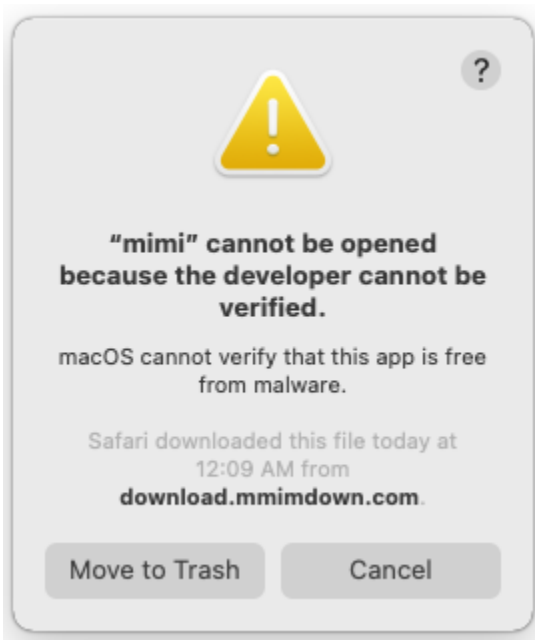 ?
“mimi” cannot be opened
because the developer cannot be
verified.
macOS cannot verify that this app is free
from malware.
Safari downloaded this file today at
12:09 AM from
download.mmimdown.com.
Move to Trash
Cancel